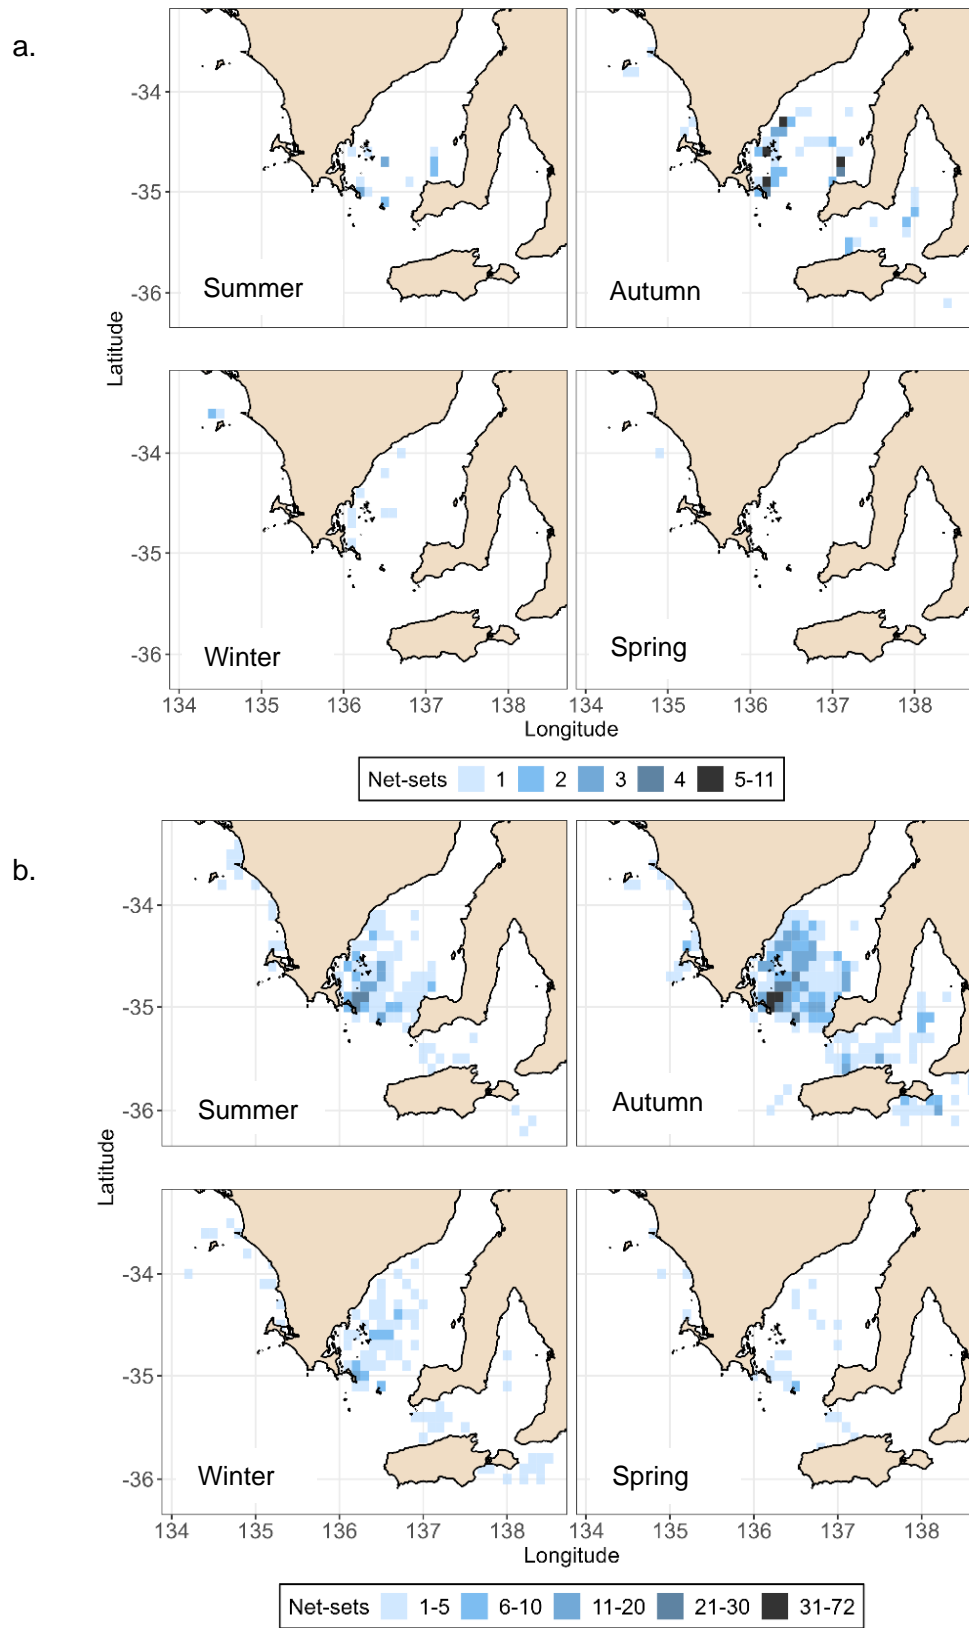 a.
-34
-35
-36
Summer
Autumn
Latitude
-34
-35
-36
Winter
Spring
134 135 136 137 138 134 135 136 137 138
Longitude
Net-sets 1 2 3 4 5-11
b.
-34
-35
-36
Summer
Autumn
Latitude
-34
-35
-36
Winter
Spring
134 135 136 137 138 134 135 136 137 138
Longitude
Net-sets 1-5 6-10 11-20 21-30 31-72